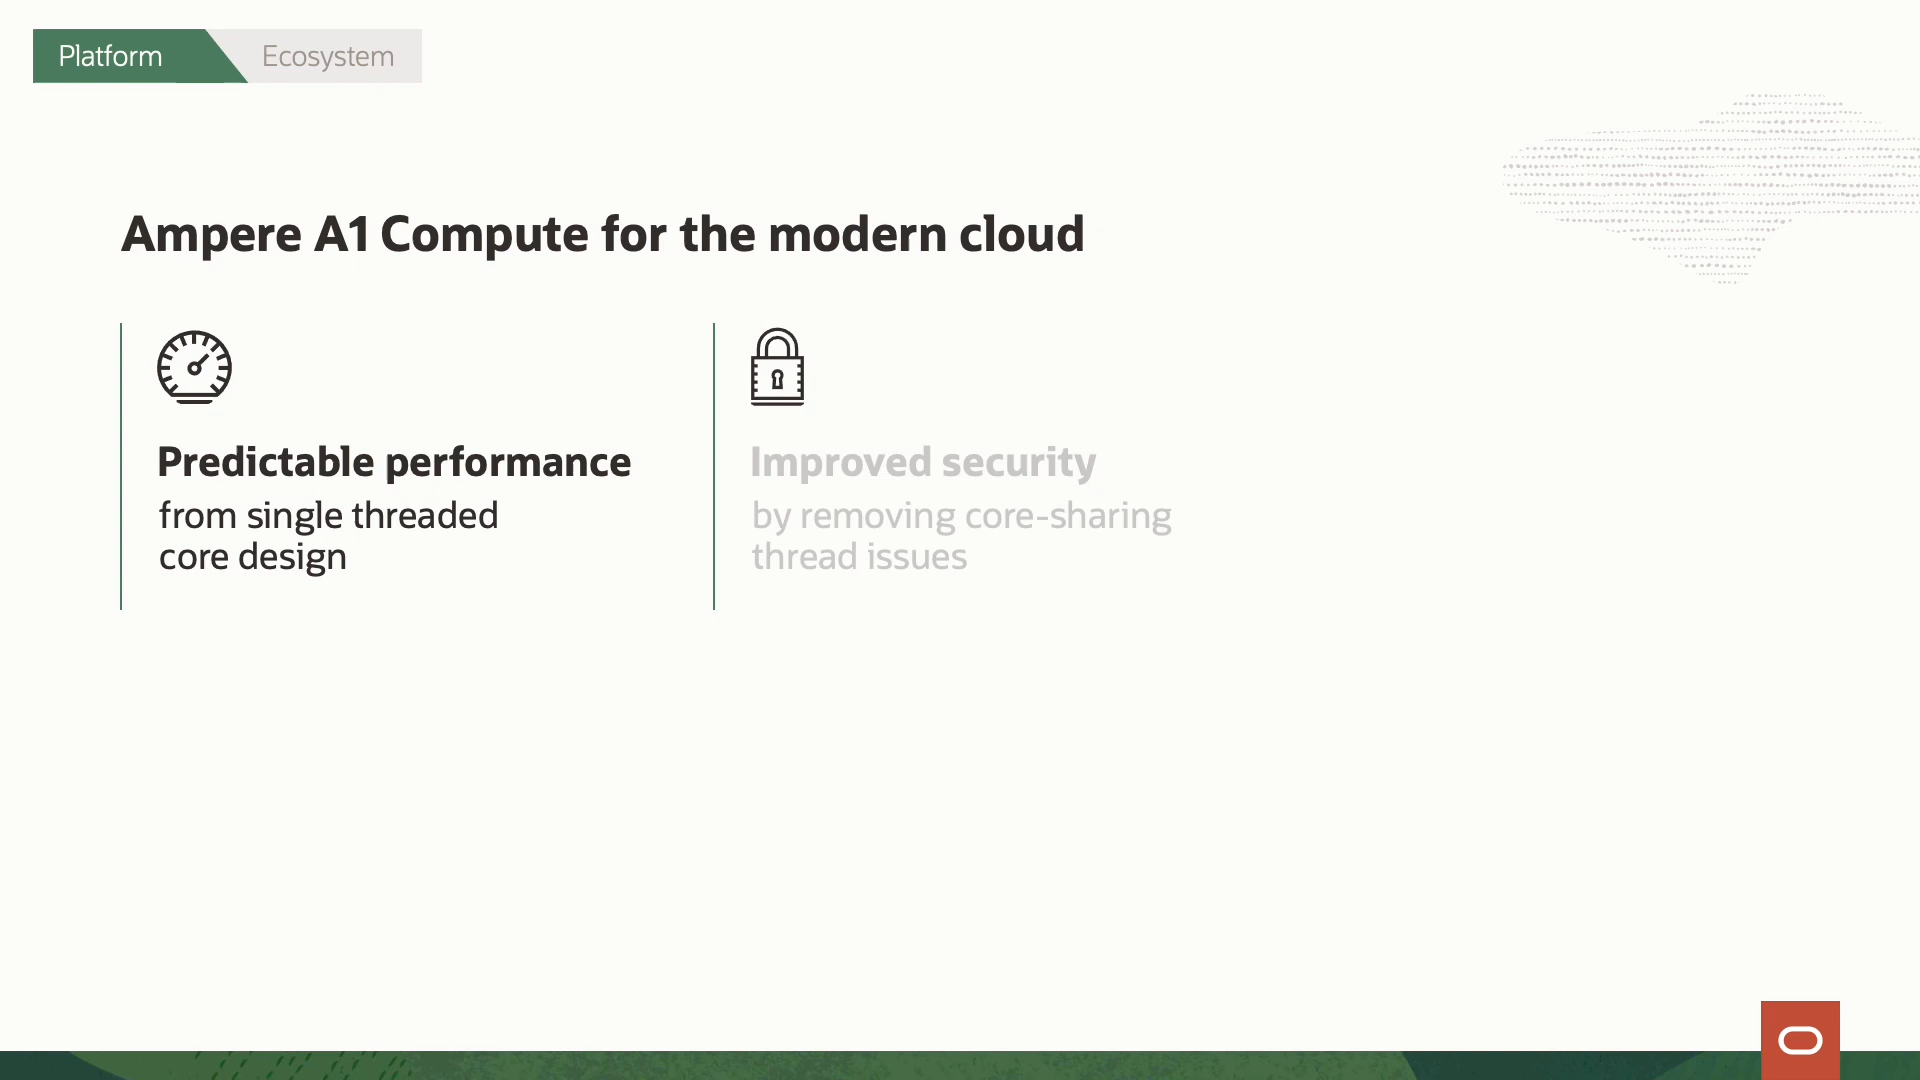 Platform
Ecosystem
Ampere A1 Compute for the modern cloud
Predictable performance
from single threaded
core design
Improved security
by removing core-sharing
thread issues